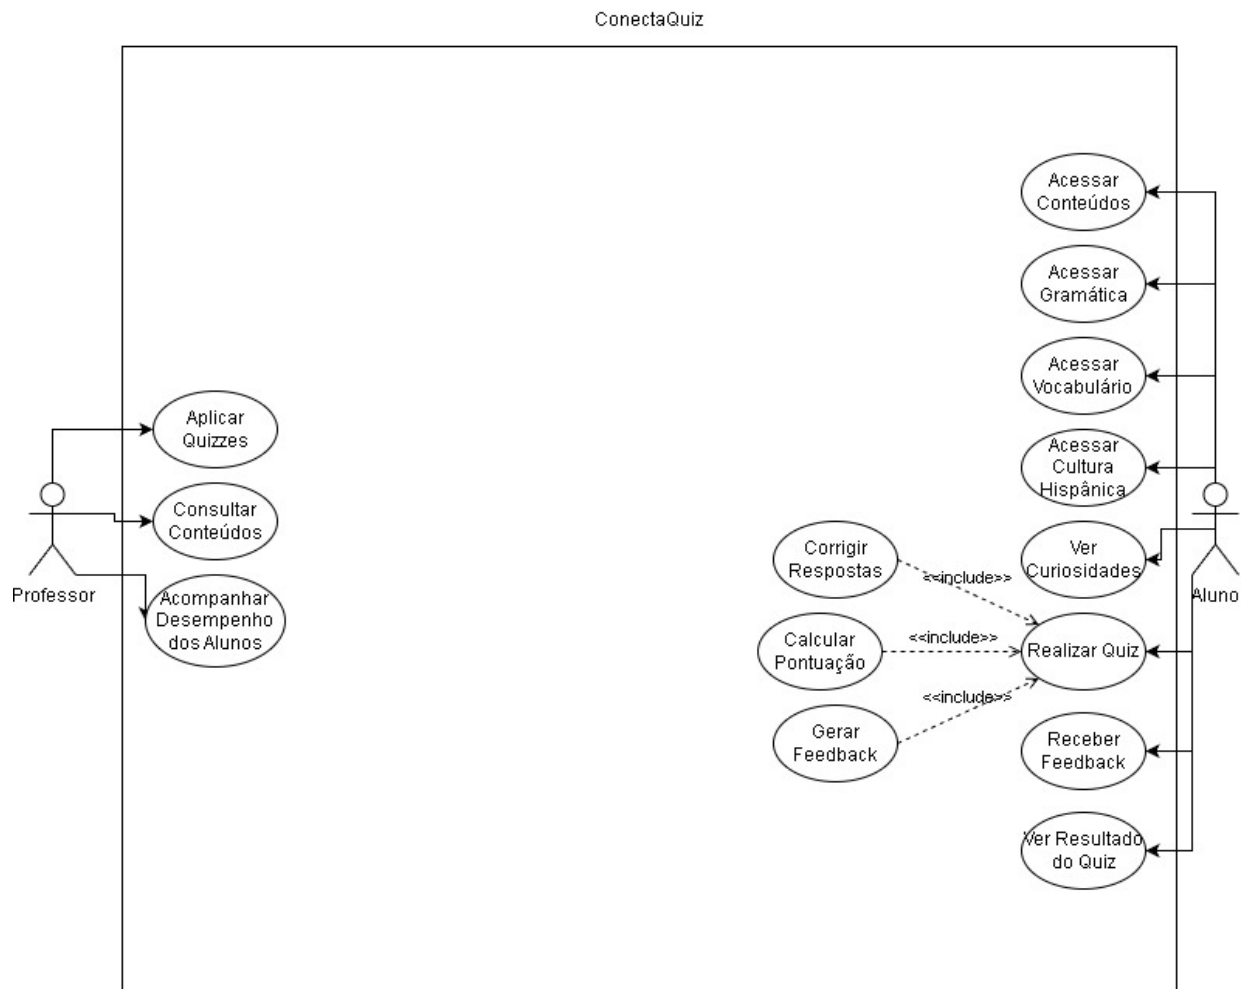 ConectaQuiz
Acessar
Conteúdos
Acessar
Gramática
Acessar
Vocabulário
Acessar
Cultura
Hispânica
Ver
Curiosidades
Realizar Quiz
Receber
Feedback
Ver Resultado
do Quiz
Aluno
Corrigir
Respostas
<<include>>
Calcular
Pontuação
<<include>>
Gerar
Feedback
<<include>>
Aplicar
Quizzes
Consultar
Conteúdos
Acompanhar
Desempenho
dos Alunos
Professor